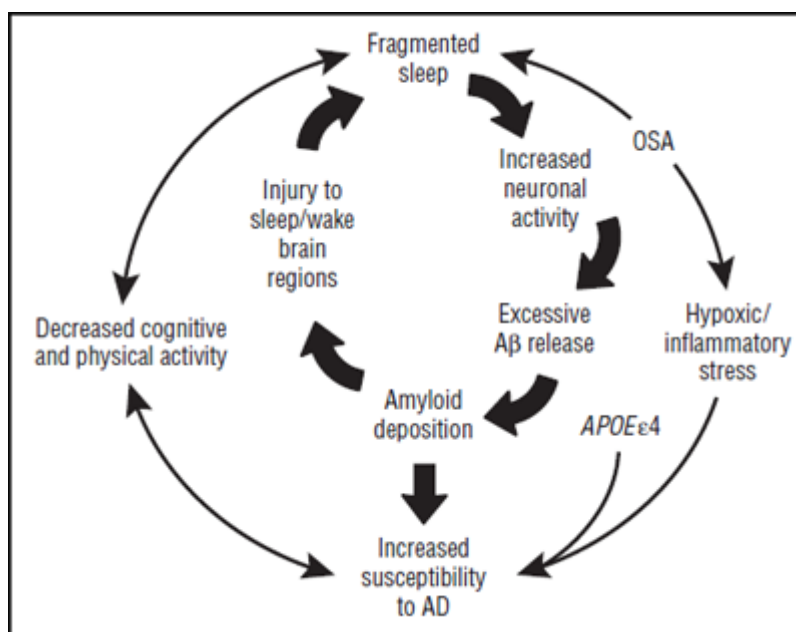 Fragmented
sleep
OSA
Increased
neuronal
activity
Injury to
sleep/wake
brain
regions
Excessive
Aβ release
Hypoxic/
inflammatory
stress
Decreased cognitive
and physical activity
Amyloid
deposition
APOEε4
Increased
susceptibility
to AD